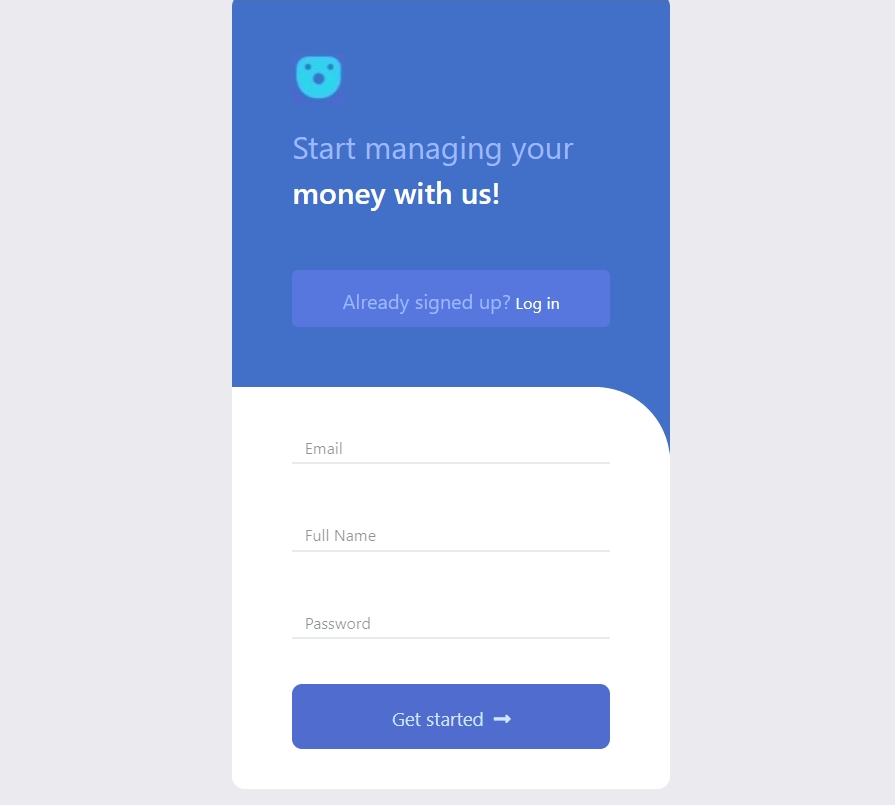 Start managing your
money with us!
Already signed up? Log in
Email
Full Name
Password
Get started